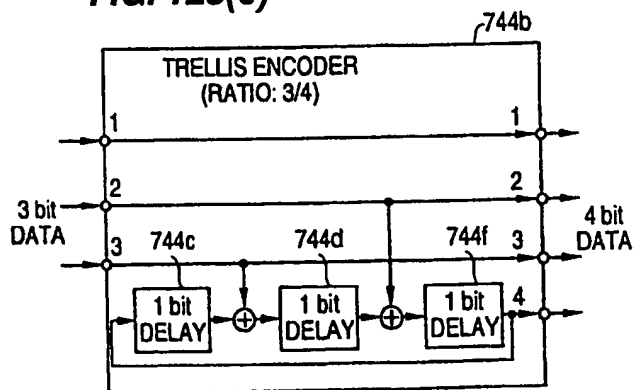 744b
TRELLIS ENCODER
(RATIO: 3/4)
1
1
2
2
3 bit
DATA
4 bit
DATA
3
744c
744d
744f
3
1 bit
DELAY
1 bit
DELAY
1 bit
DELAY
4